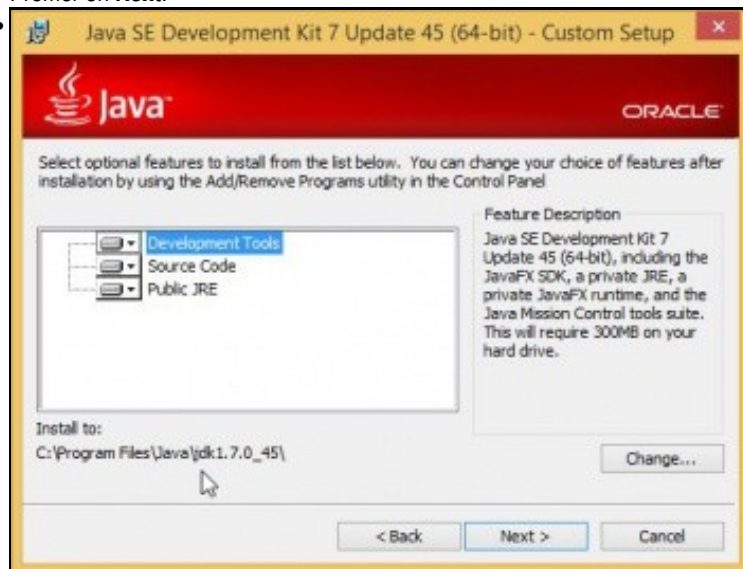 Java SE Development Kit 7 Update 45 (64-bit) - Custom Setup
Java
ORACLE
Select optional features to install from the list below. You can change your choice of features after
installation by using the Add/Remove Programs utility in the Control Panel
Development Tools
Source Code
Public JRE
Feature Description
Java SE Development Kit 7
Update 45 (64-bit), including the
JavaFX SDK, a private JRE, a
private JavaFX runtime, and the
Java Mission Control tools suite.
This will require 300MB on your
hard drive.
Install to:
C:\Program Files\Java\jdk1.7.0_45\
Change...
< Back
Next >
Cancel